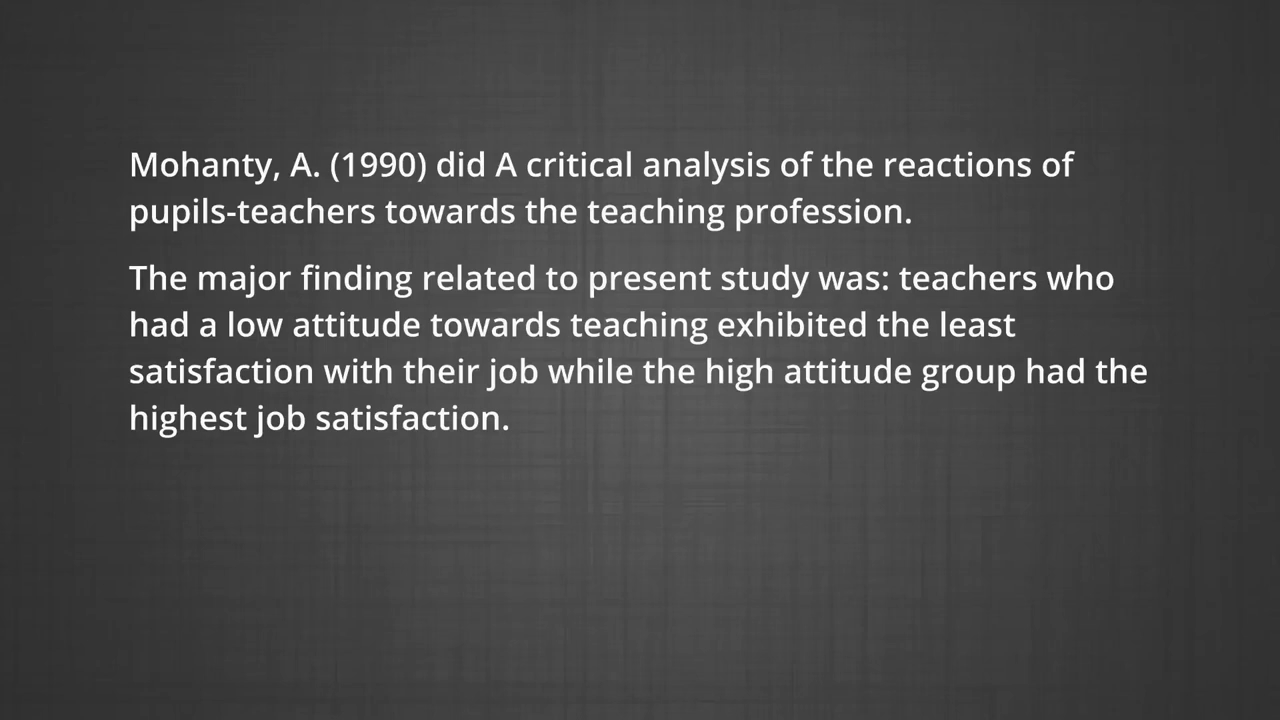 Mohanty, A. (1990) did A critical analysis of the reactions of
pupils-teachers towards the teaching profession.
The major finding related to present study was: teachers who
had a low attitude towards teaching exhibited the least
satisfaction with their job while the high attitude group had the
highest job satisfaction.